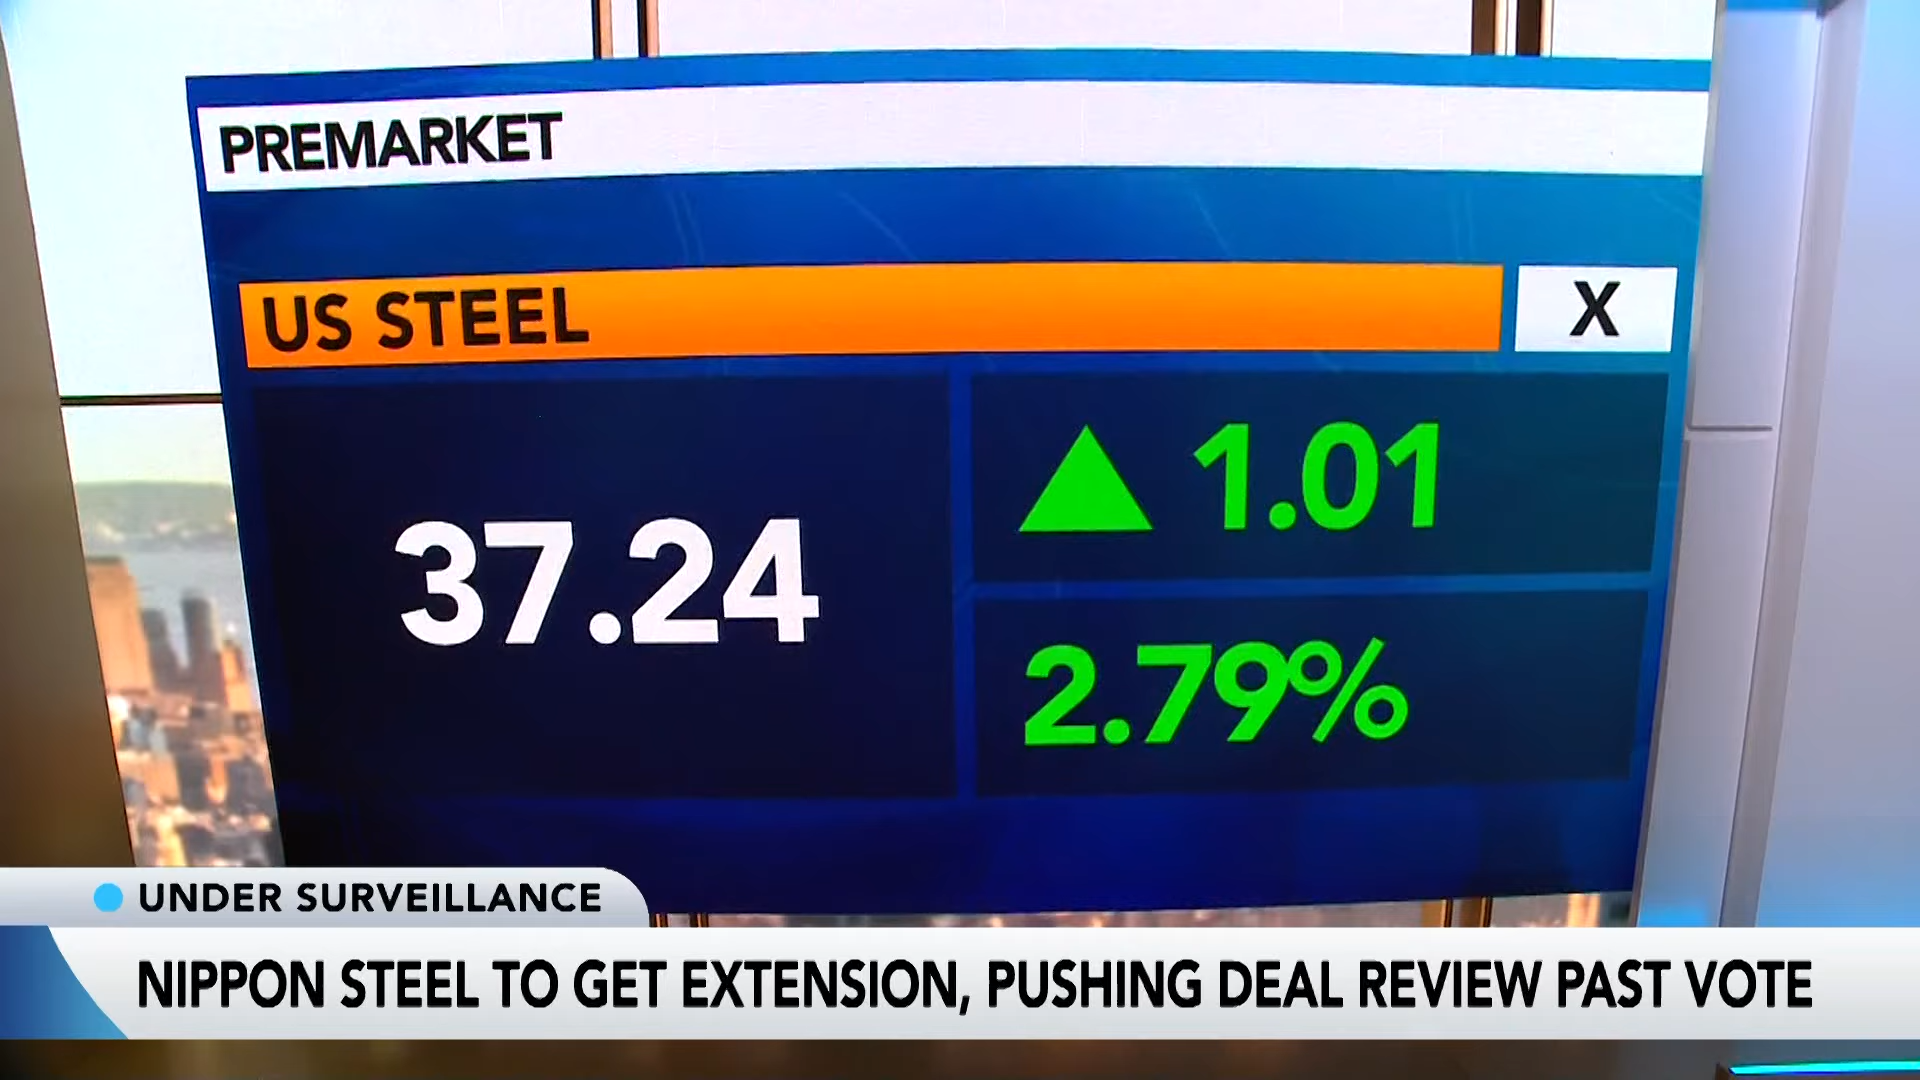 PREMARKET
US STEEL
X
37.24
▲ 1.01
2.79%
UNDER SURVEILLANCE
NIPPON STEEL TO GET EXTENSION, PUSHING DEAL REVIEW PAST VOTE